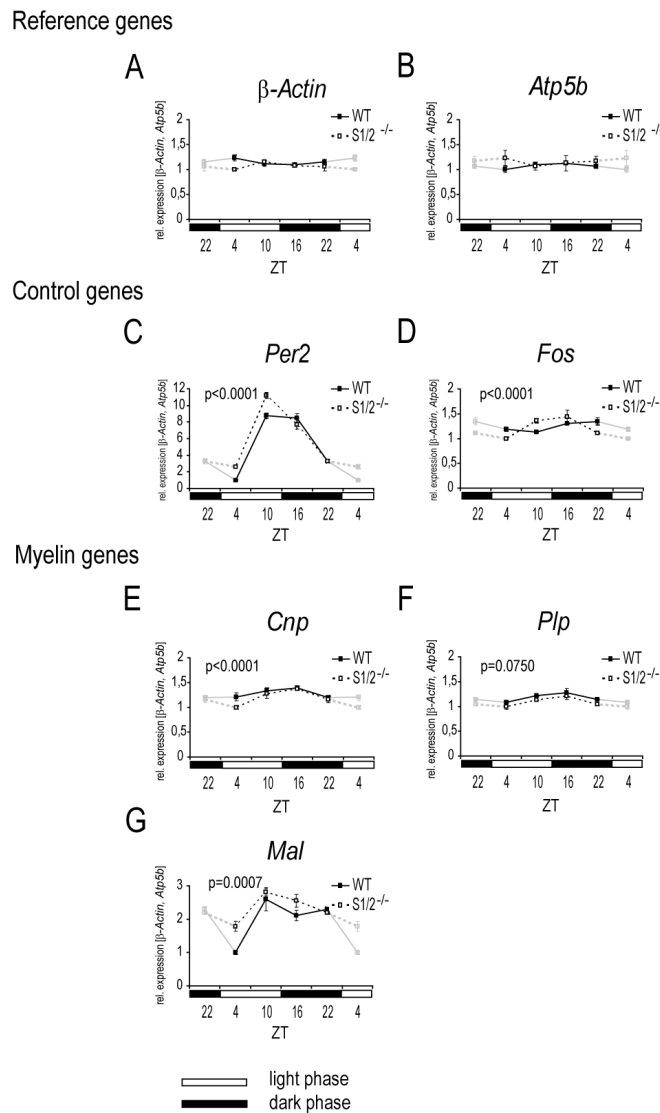 Reference genes
A
β-Actin
rel. expression [β-Actin, Atp5b]
2
1,5
1
0,5
0
WT
S1/2 -/-
22 4 10 16 22 4
ZT
B
Atp5b
rel. expression [β-Actin, Atp5b]
2
1,5
1
0,5
0
WT
S1/2 -/-
22 4 10 16 22 4
ZT
Control genes
C
Per2
rel. expression [β-Actin, Atp5b]
12
10
8
6
4
2
0
p<0.0001
WT
S1/2-/-
22 4 10 16 22 4
ZT
D
Fos
rel. expression [β-Actin, Atp5b]
2
1,5
1
0,5
0
p<0.0001
WT
S1/2-/-
22 4 10 16 22 4
ZT
Myelin genes
E
Cnp
rel. expression [β-Actin, Atp5b]
2
1,5
1
0,5
0
p<0.0001
WT
S1/2-/-
22 4 10 16 22 4
ZT
F
Plp
rel. expression [β-Actin, Atp5b]
2
1,5
1
0,5
0
p=0.0750
WT
S1/2-/-
22 4 10 16 22 4
ZT
G
Mal
rel. expression [β-Actin, Atp5b]
3
2
1
0
p=0.0007
WT
S1/2-/-
22 4 10 16 22 4
ZT
light phase
dark phase